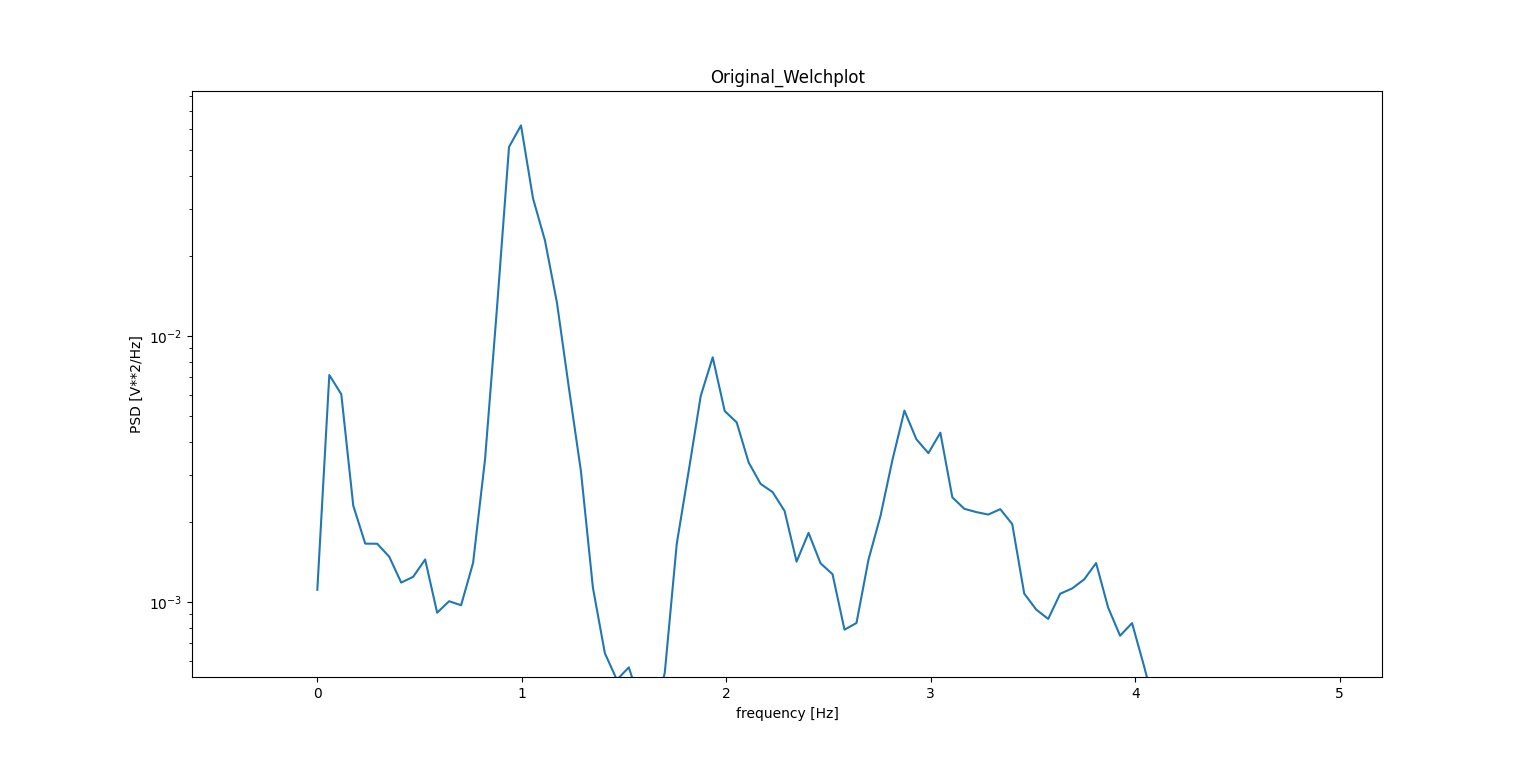 Original_Welchplot
PSD [V**2/Hz]
10⁻²
10⁻³
0 1 2 3 4 5
frequency [Hz]